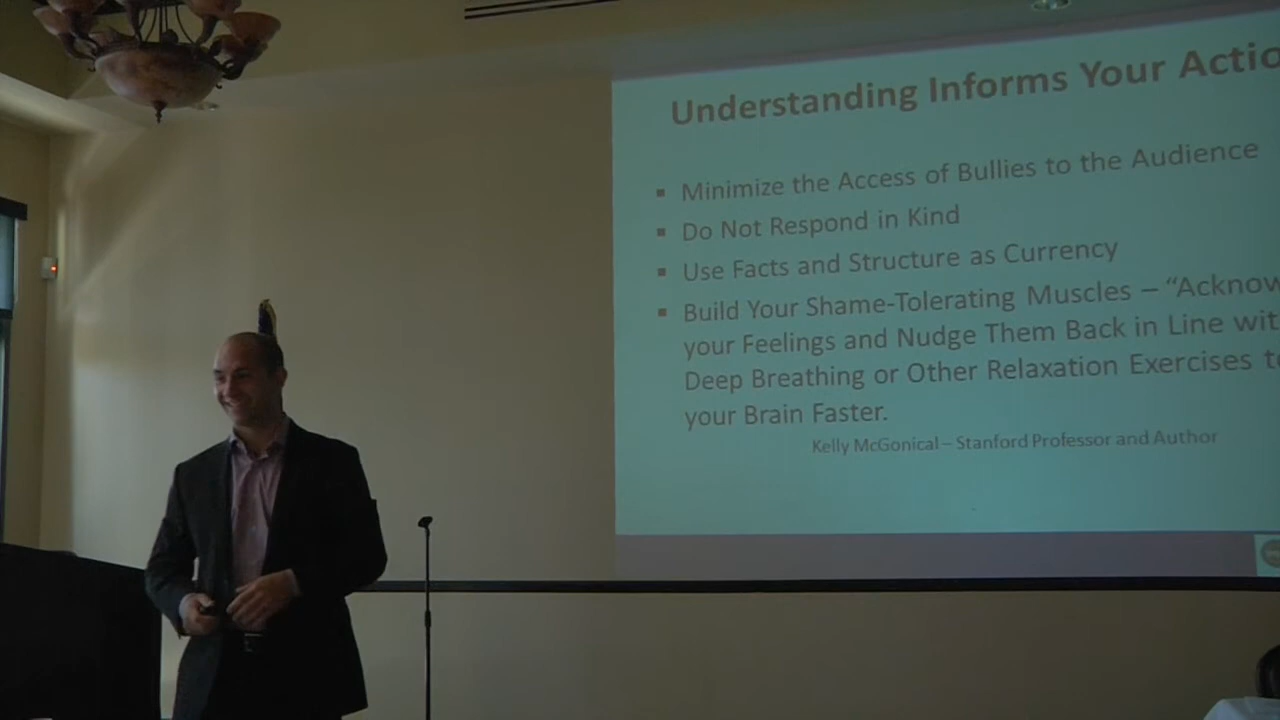 Understanding Informs Your Actio
▪ Minimize the Access of Bullies to the Audience
▪ Do Not Respond in Kind
▪ Use Facts and Structure as Currency
▪ Build Your Shame-Tolerating Muscles – “Acknow
your Feelings and Nudge Them Back in Line wit
Deep Breathing or Other Relaxation Exercises t
your Brain Faster.
Kelly McGonical – Stanford Professor and Author